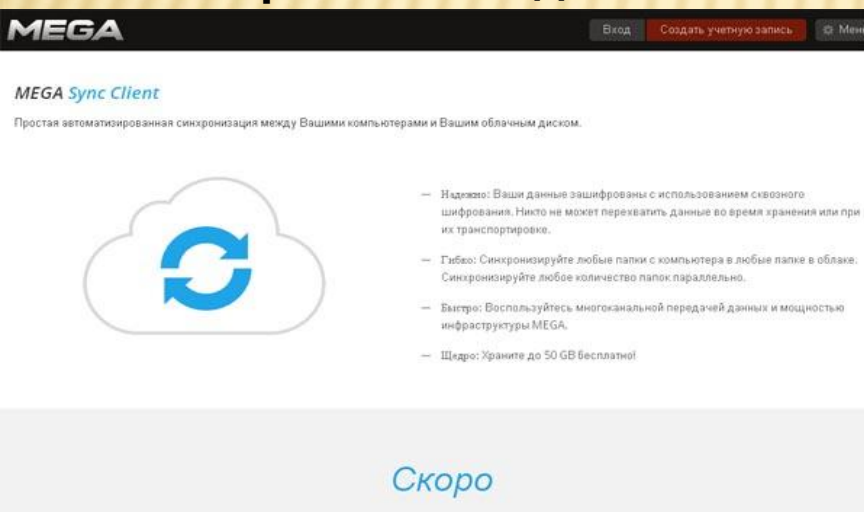 MEGA
Вход
Создать учетную запись
MEGA Sync Client
Простая автоматизированная синхронизация между Вашими компьютерами и Вашим облачным диском.
— Надежно: Ваши данные зашифрованы с использованием сквозного
шифрования. Никто не может перехватить данные во время хранения или при
их транспортировке.
— Гибко: Синхронизируйте любые папки с компьютера в любые папке в облаке.
Синхронизируйте любое количество папок параллельно.
— Быстро: Воспользуйтесь многоканальной передачей данных и мощностью
инфраструктуры MEGA.
— Щедро: Храните до 50 GB бесплатно!
Скоро